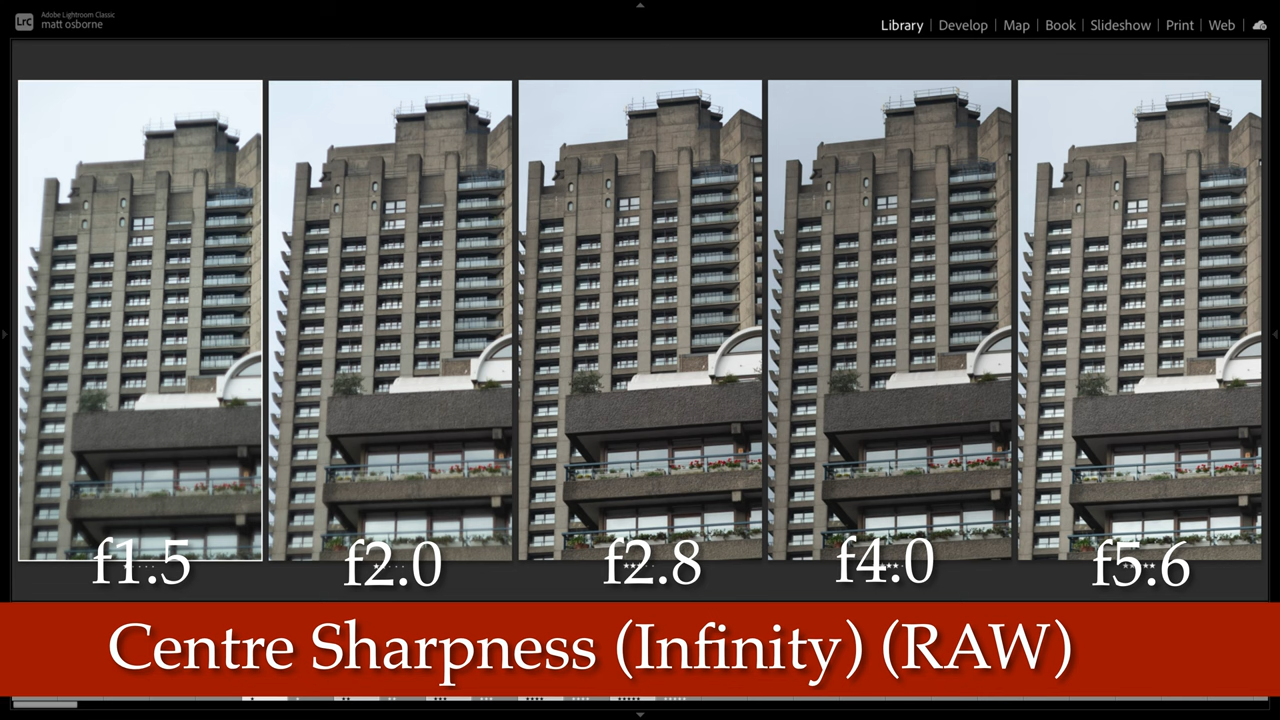 LrC
Adobe Lightroom Classic
matt osborne
Library | Develop | Map | Book | Slideshow | Print | Web
f1.5
f2.0
f2.8
f4.0
f5.6
Centre Sharpness (Infinity) (RAW)